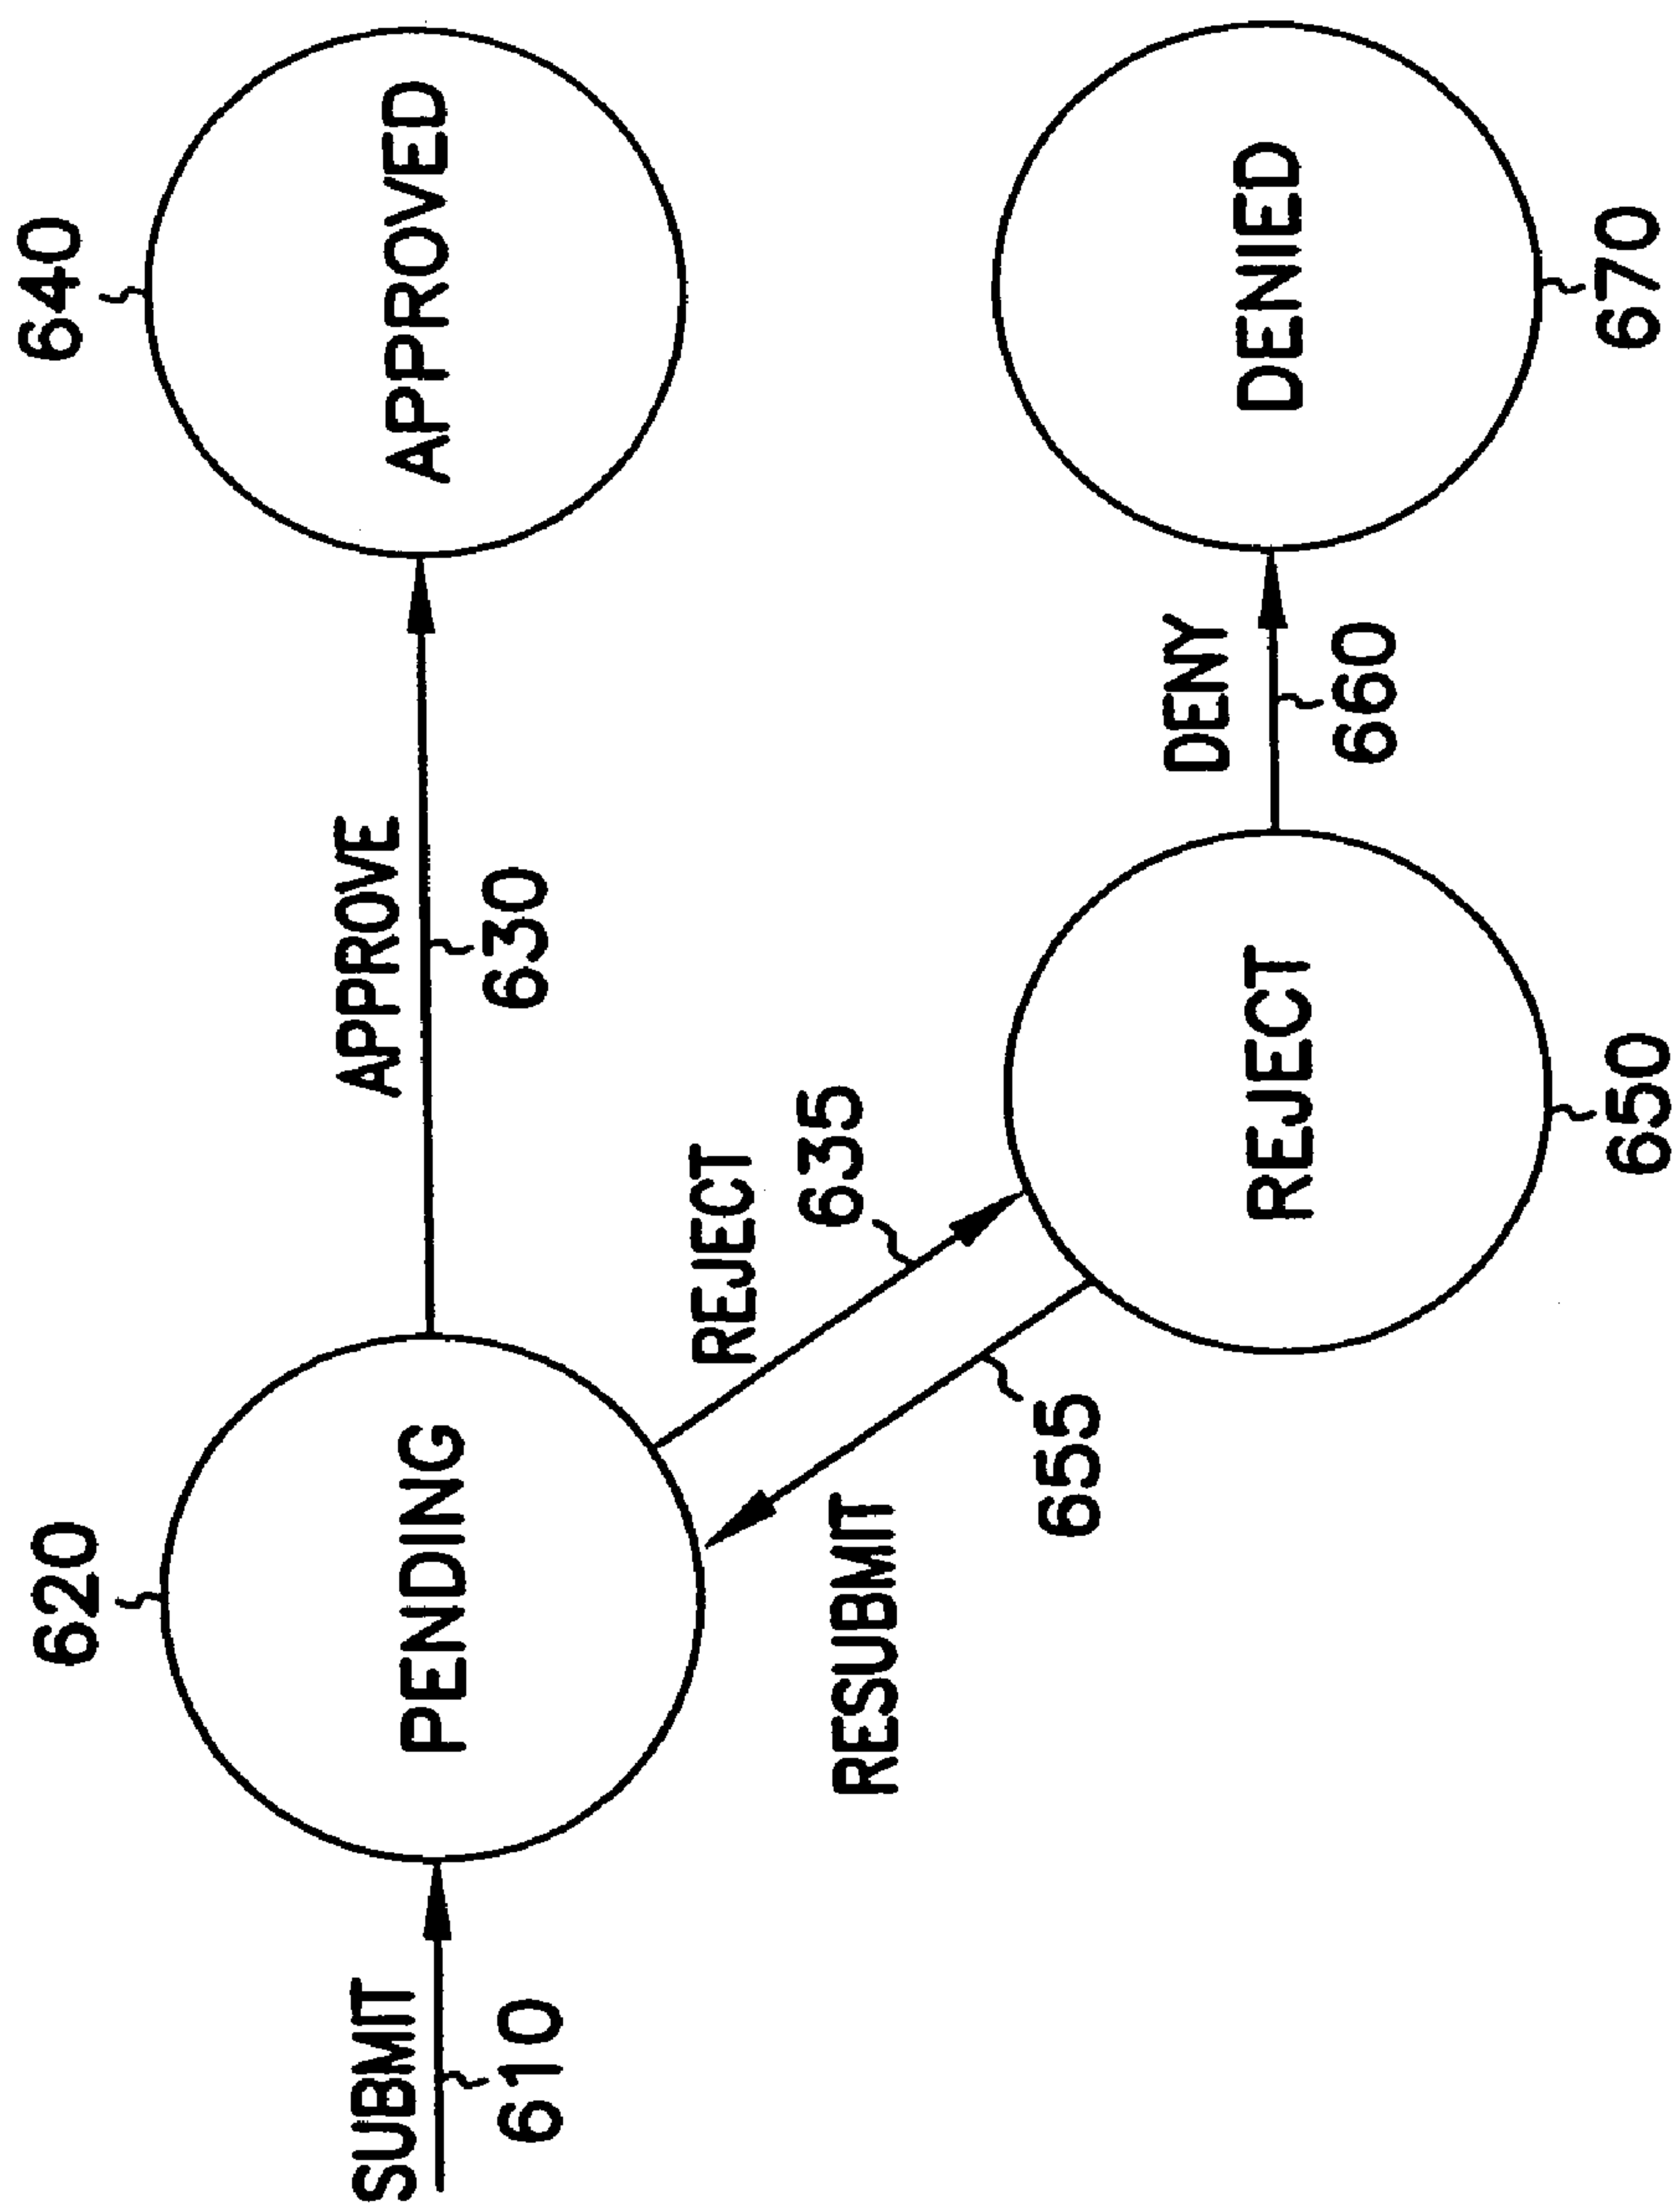 620
640
SUBMIT
PENDING
APPROVE
APPROVED
610
630
REJECT
635
RESUBMIT
655
DENY
REJECT
DENIED
660
650
670